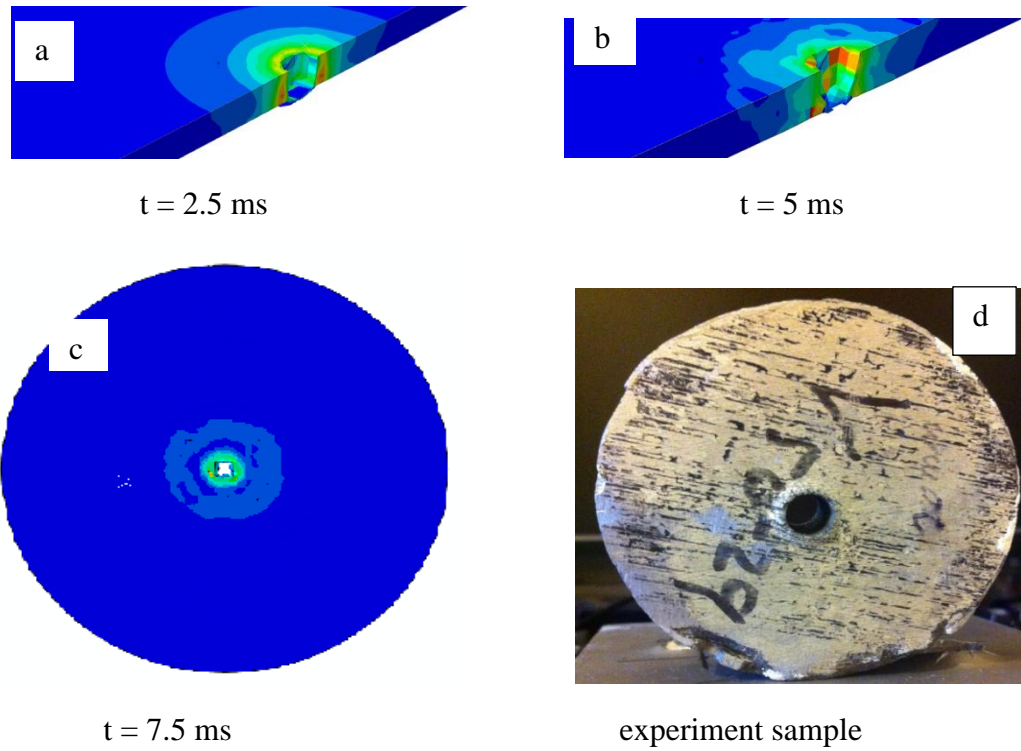 a
b
t = 2.5 ms
t = 5 ms
c
d
t = 7.5 ms
experiment sample